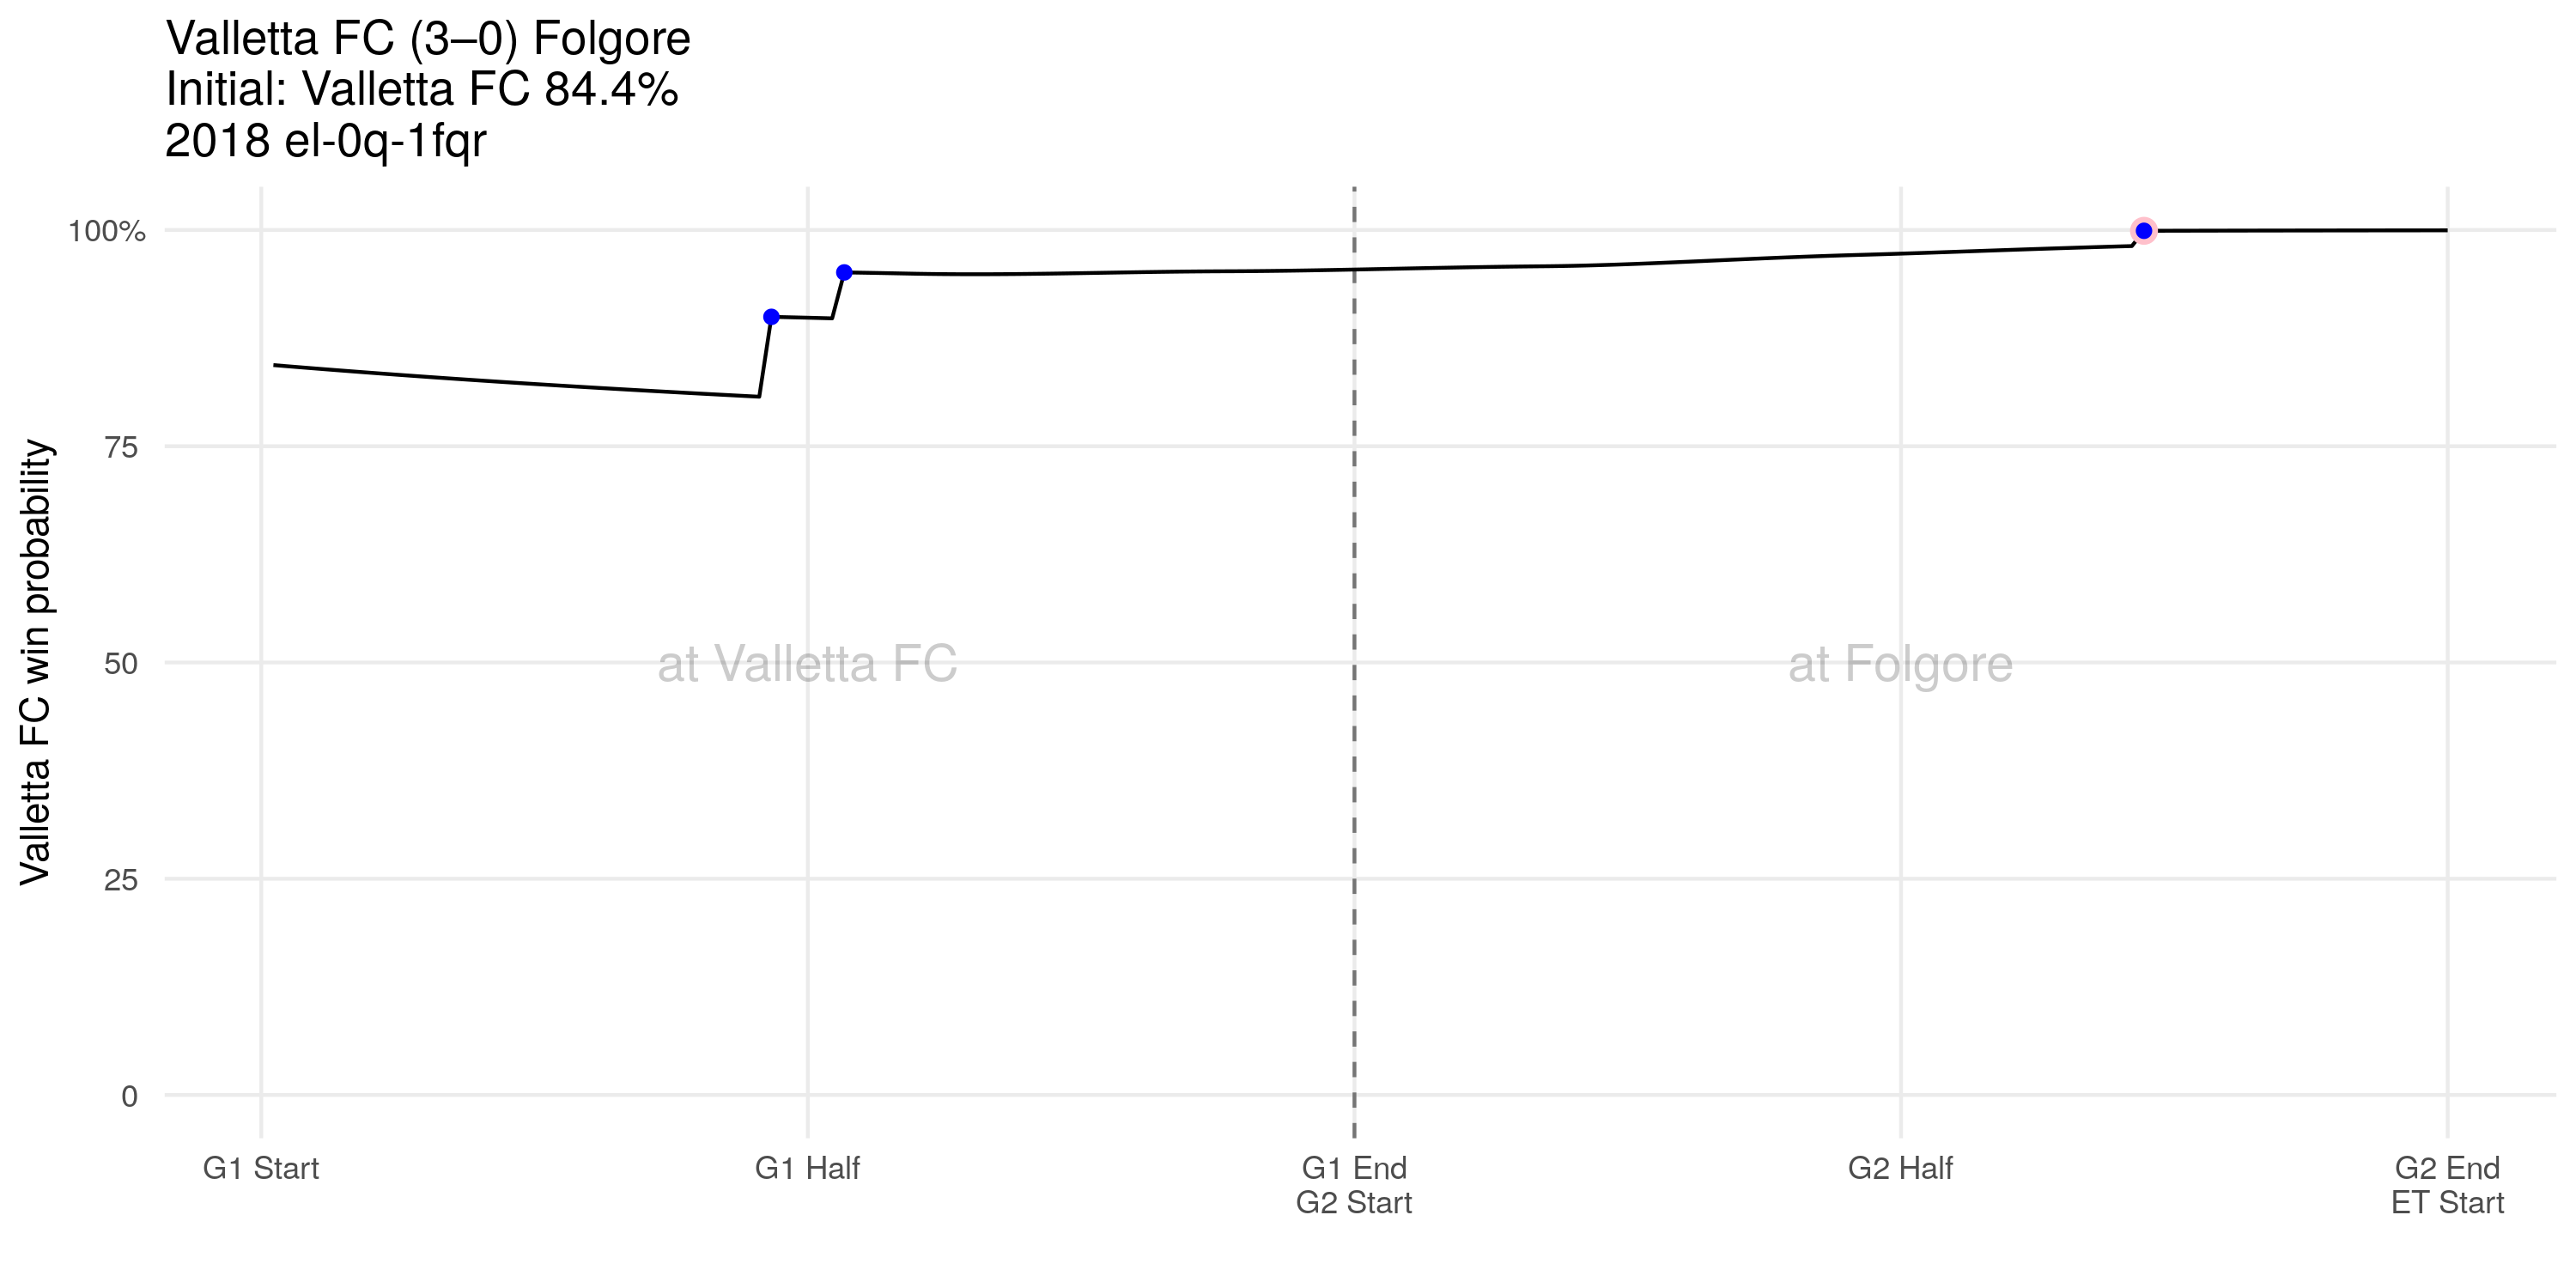 Valletta FC (3–0) Folgore
Initial: Valletta FC 84.4%
2018 el-0q-1fqr
Valletta FC win probability
100%
75
50
25
0
at Valletta FC
at Folgore
G1 Start
G1 Half
G1 End
G2 Start
G2 Half
G2 End
ET Start